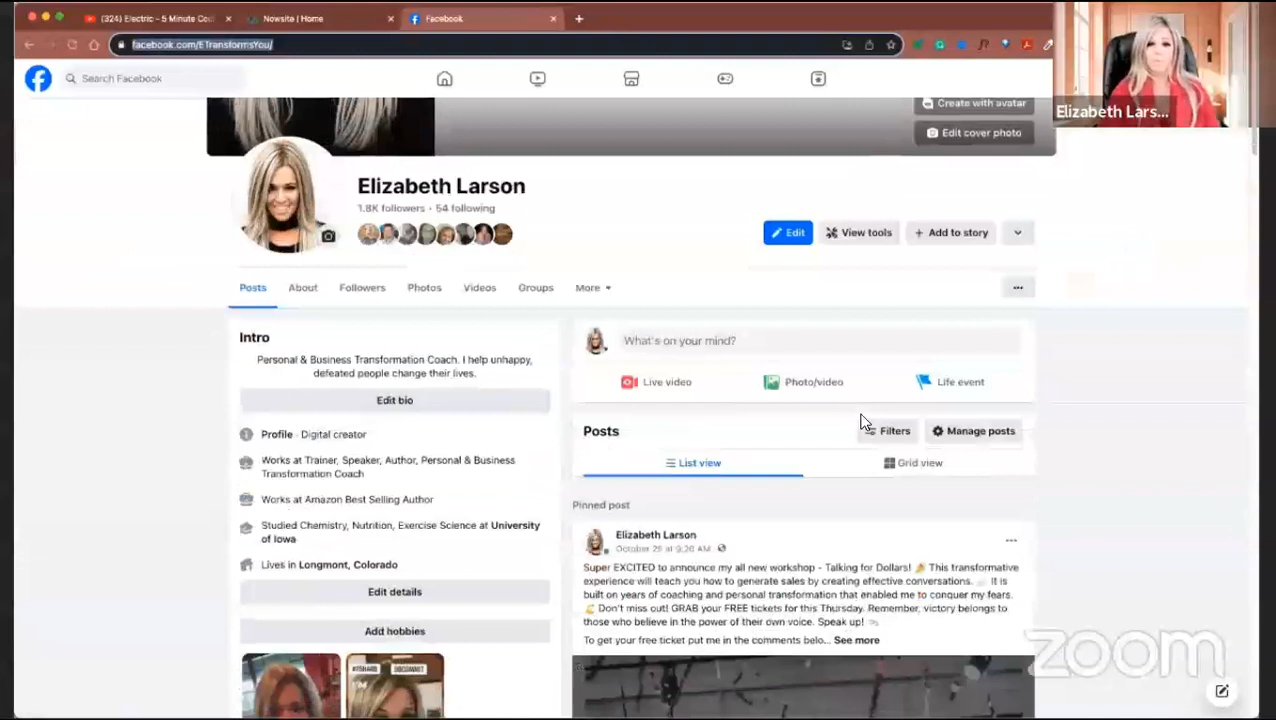 (324) Electric - 5 Minute Cou
Nowsite | Home
Facebook
facebook.com/ETransformsYou/
Search Facebook
Elizabeth Lars...
Create with avatar
Edit cover photo
Elizabeth Larson
1.8K followers • 54 following
Edit
View tools
Add to story
Posts
About
Followers
Photos
Videos
Groups
More
Intro
Personal & Business Transformation Coach. I help unhappy,
defeated people change their lives.
Edit bio
Profile · Digital creator
Works at Trainer, Speaker, Author, Personal & Business
Transformation Coach
Works at Amazon Best Selling Author
Studied Chemistry, Nutrition, Exercise Science at University
of Iowa
Lives in Longmont, Colorado
Edit details
Add hobbies
What's on your mind?
Live video
Photo/video
Life event
Posts
Filters
Manage posts
List view
Grid view
Pinned post
Elizabeth Larson
October 25 at 9:20 AM
Super EXCITED to announce my all new workshop - Talking for Dollars! This transformative
experience will teach you how to generate sales by creating effective conversations. It is
built on years of coaching and personal transformation that enabled me to conquer my fears.
Don't miss out! GRAB your FREE tickets for this Thursday. Remember, victory belongs to
those who believe in the power of their own voice. Speak up!
To get your free ticket put me in the comments belo... See more
zoom